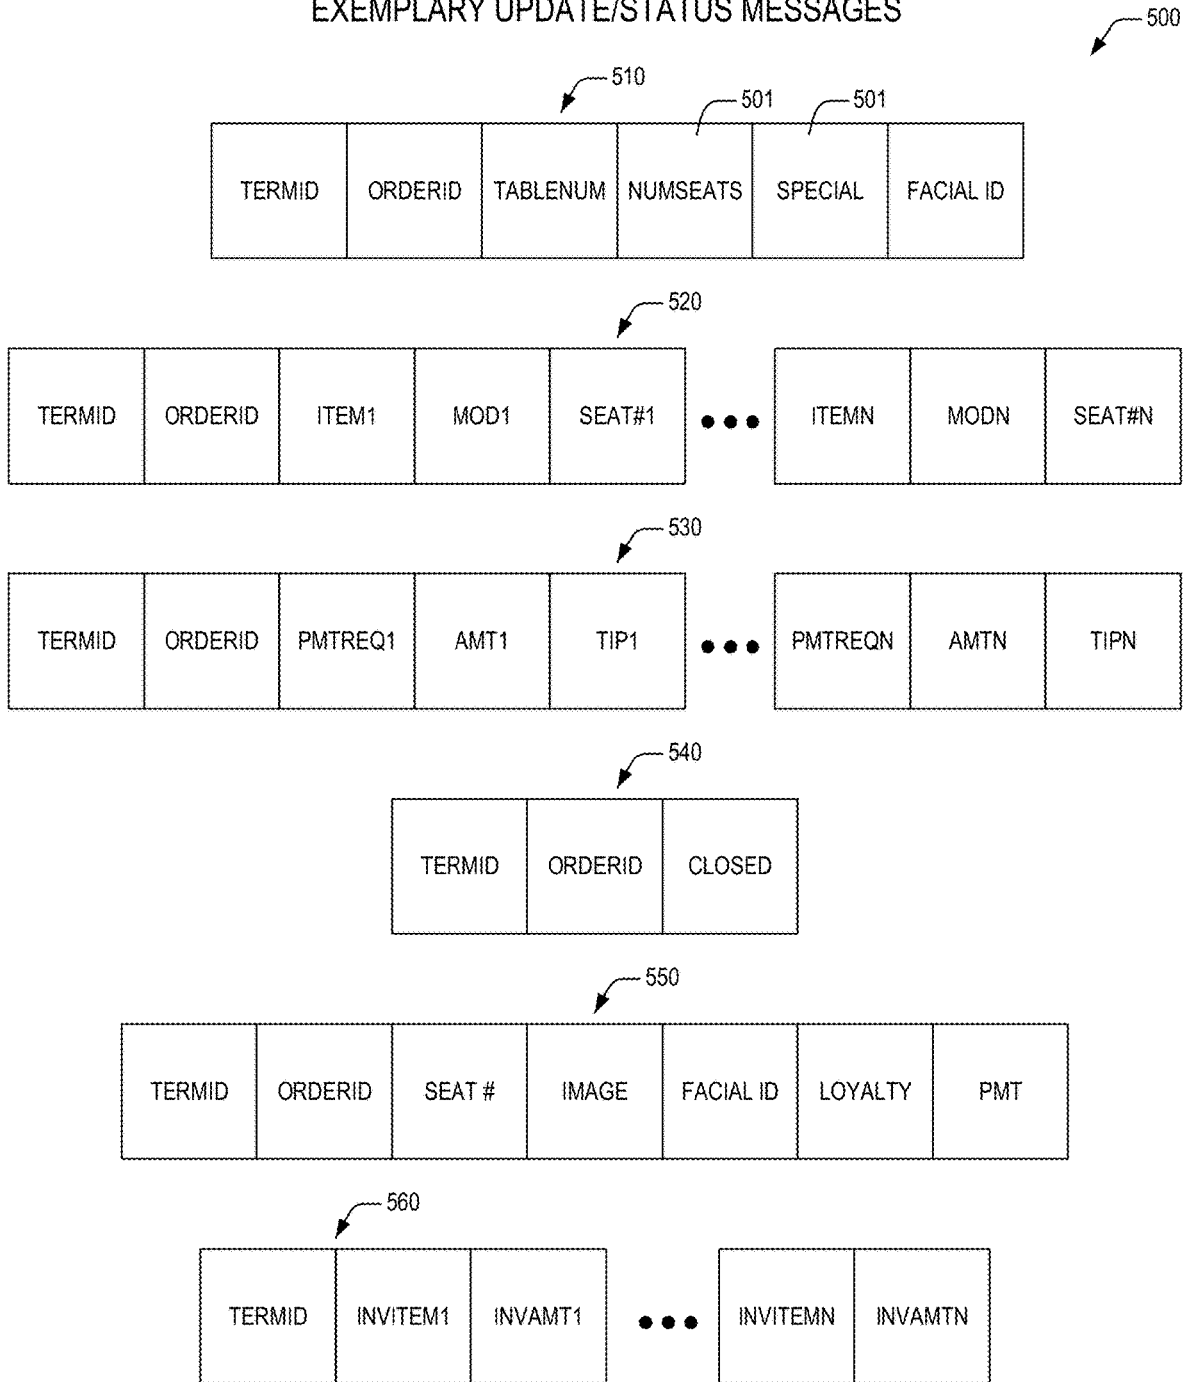 EXEMPLARY UPDATE/STATUS MESSAGES
500
510
501
501
TERMID ORDERID TABLENUM NUMSEATS SPECIAL FACIAL ID
520
TERMID ORDERID ITEM1 MOD1 SEAT#1 ●●● ITEMN MODN SEAT#N
530
TERMID ORDERID PMTREQ1 AMT1 TIP1 ●●● PMTREQN AMTN TIPN
540
TERMID ORDERID CLOSED
550
TERMID ORDERID SEAT # IMAGE FACIAL ID LOYALTY PMT
560
TERMID INVITEM1 INVAMT1 ●●● INVITEMN INVAMTN